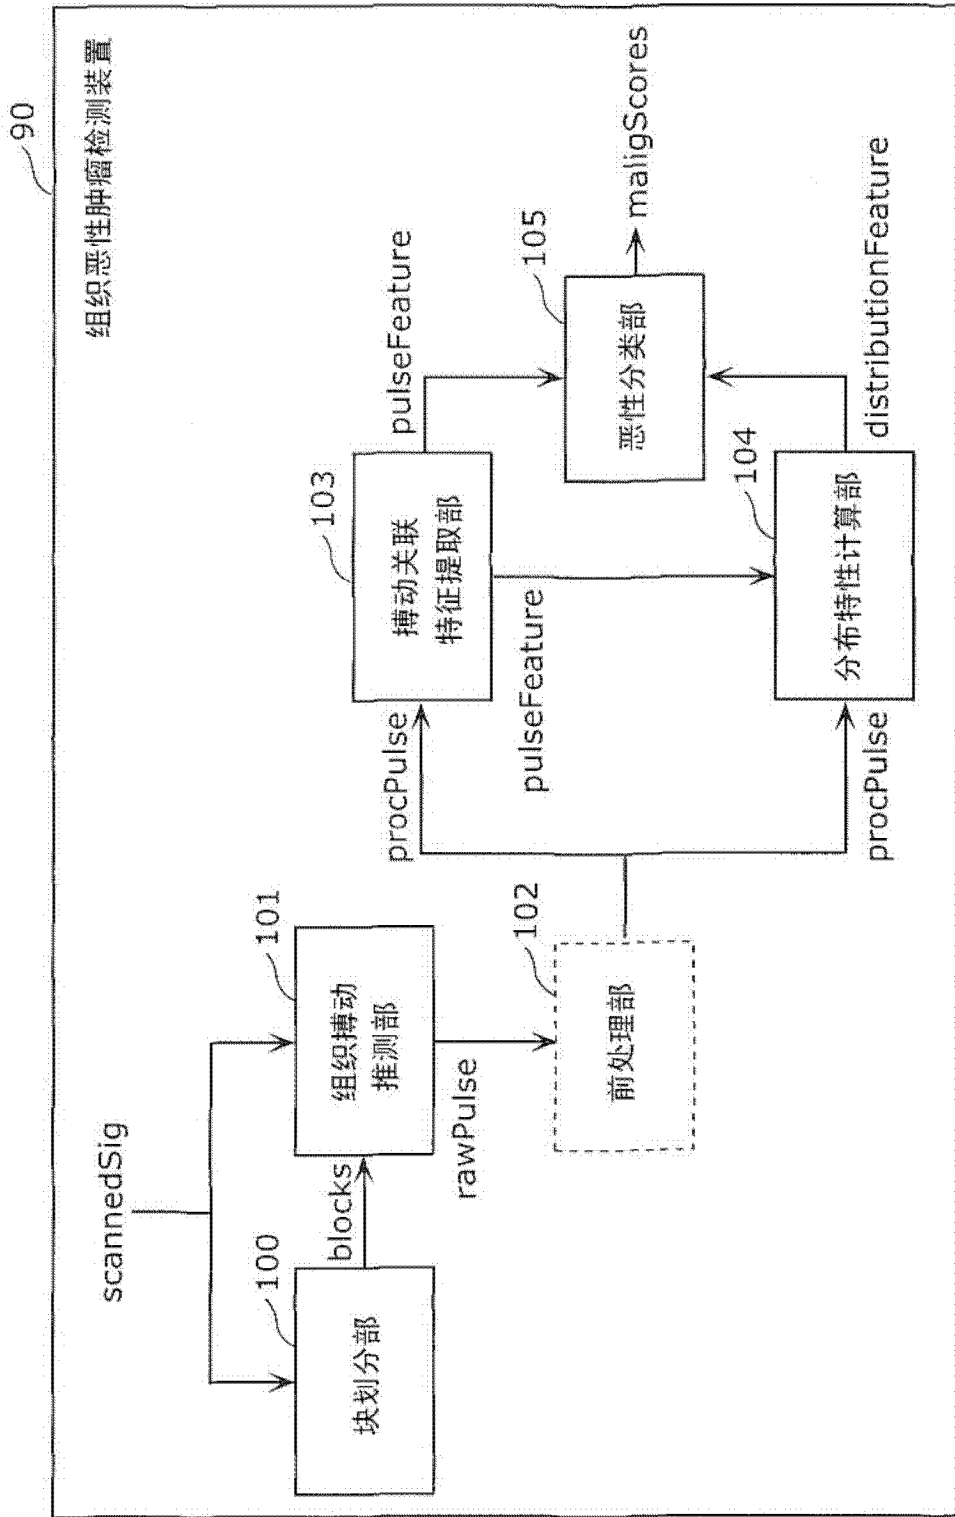 90
组织恶性肿瘤检测装置
scannedSig
100
块划分部
blocks
101
组织搏动
推测部
rawPulse
102
前处理部
procPulse
procPulse
103
搏动关联
特征提取部
pulseFeature
pulseFeature
104
分布特性计算部
distributionFeature
105
恶性分类部
maligScores